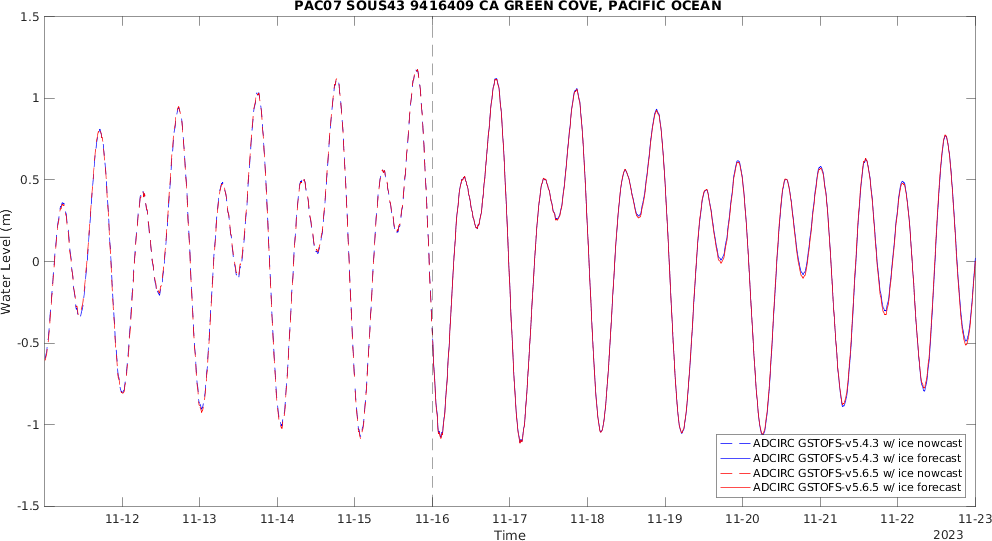 PAC07 SOUS43 9416409 CA GREEN COVE, PACIFIC OCEAN
1.5
1
0.5
0
-0.5
-1
-1.5
Water Level (m)
11-12 11-13 11-14 11-15 11-16 11-17 11-18 11-19 11-20 11-21 11-22 11-23
Time
2023
ADCIRC GSTOFS-v5.4.3 w/ ice nowcast
ADCIRC GSTOFS-v5.4.3 w/ ice forecast
ADCIRC GSTOFS-v5.6.5 w/ ice nowcast
ADCIRC GSTOFS-v5.6.5 w/ ice forecast